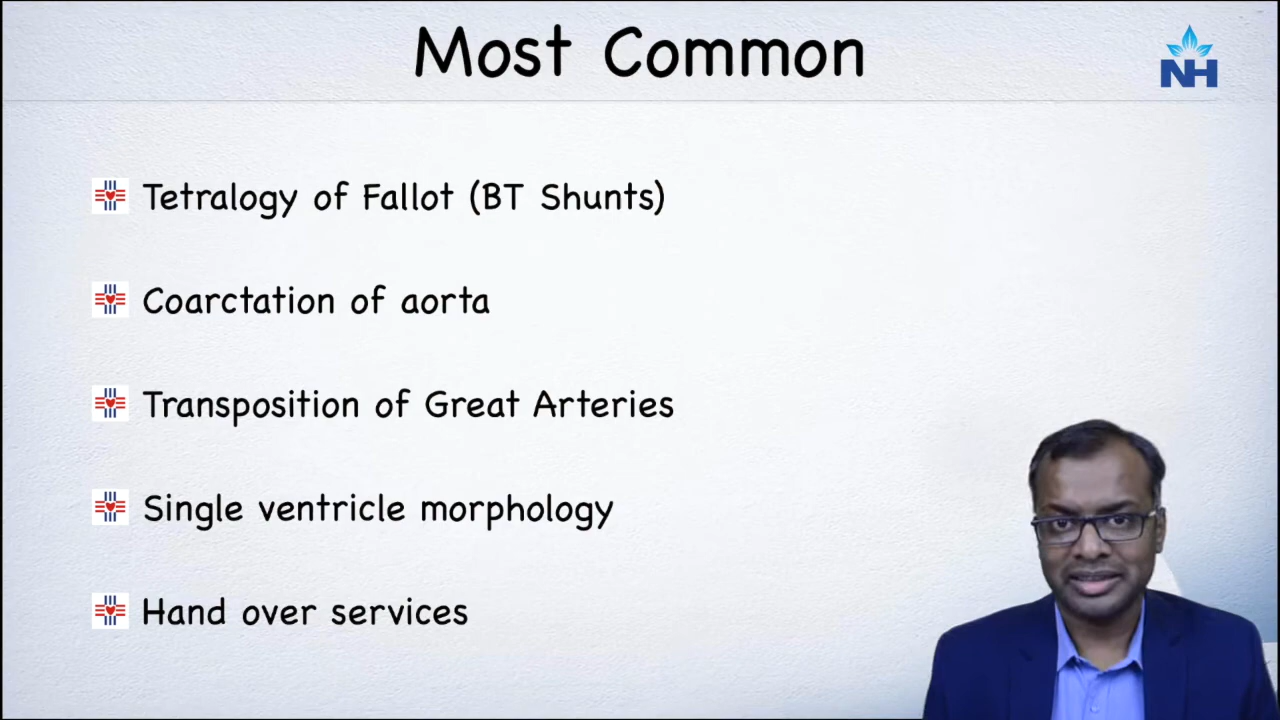 Most Common
NH
Tetralogy of Fallot (BT Shunts)
Coarctation of aorta
Transposition of Great Arteries
Single ventricle morphology
Hand over services